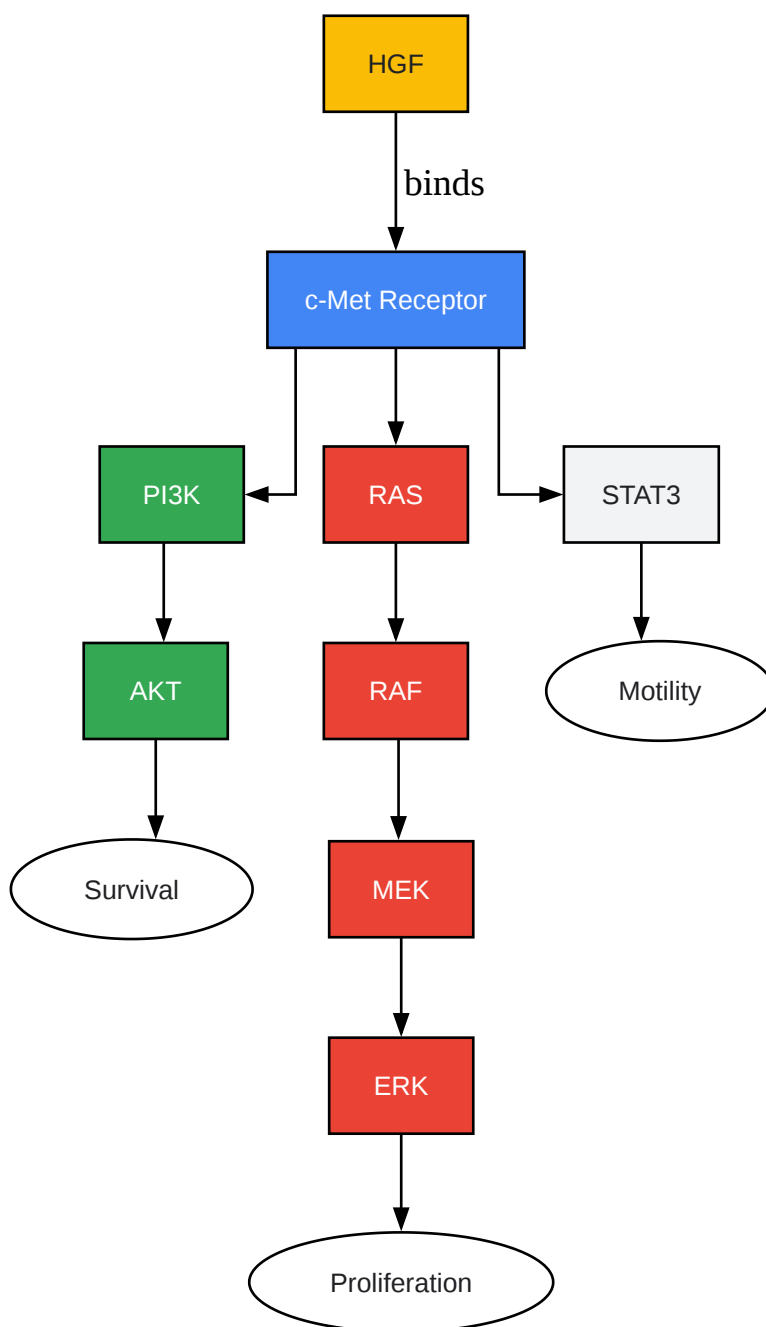 HGF
binds
c-Met Receptor
PI3K
RAS
STAT3
AKT
RAF
Motility
Survival
MEK
ERK
Proliferation